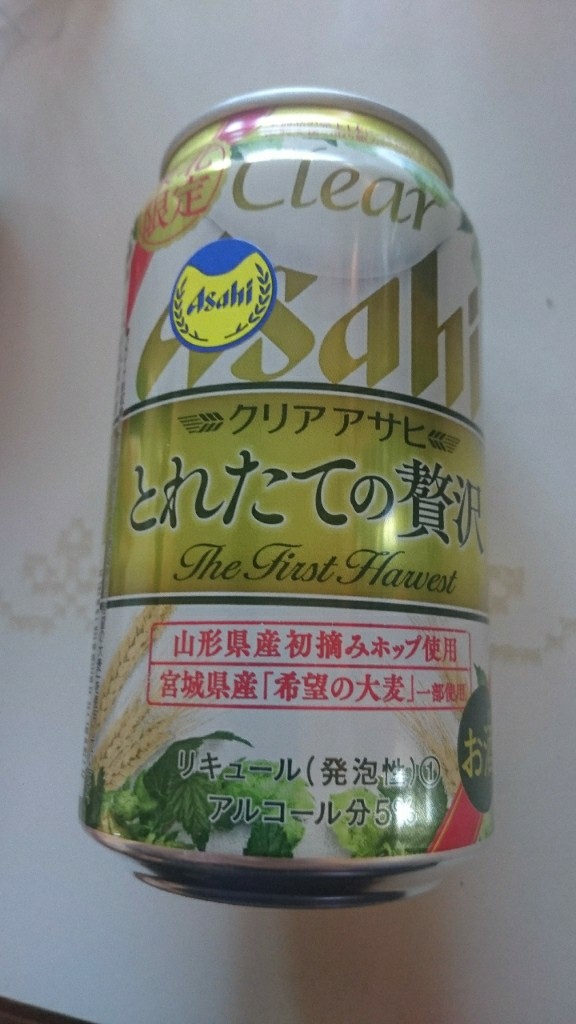 限定
Clear
Asahi
Asahi
クリアアサヒ
とれたての贅沢
The First Harvest
山形県産初摘みホップ使用
宮城県産「希望の大麦」一部使用
リキュール(発泡性)①
アルコール分5%
お酒